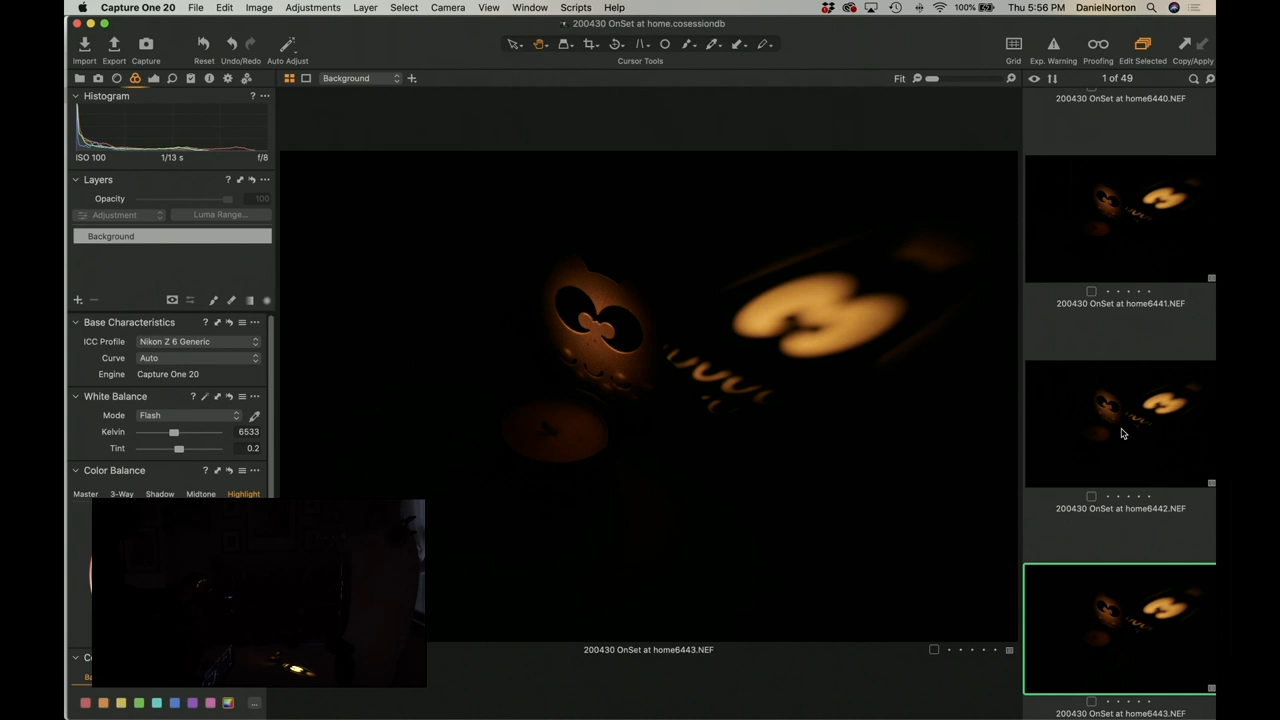 Capture One 20 File Edit Image Adjustments Layer Select Camera View Window Scripts Help 100% Thu 5:56 PM DanielNorton
200430 OnSet at home.cosessiondb
Import Export Capture Reset Undo/Redo Auto Adjust Cursor Tools Grid Exp. Warning Proofing Edit Selected Copy/Apply
Background Fit 1 of 49
Histogram ?
ISO 100 1/13 s f/8
Layers ?
Opacity 100
Adjustment Luma Range...
Background
Base Characteristics ?
ICC Profile Nikon Z 6 Generic
Curve Auto
Engine Capture One 20
White Balance ?
Mode Flash
Kelvin 6533
Tint 0.2
Color Balance ?
Master 3-Way Shadow Midtone Highlight
200430 OnSet at home6443.NEF
200430 OnSet at home6440.NEF
200430 OnSet at home6441.NEF
200430 OnSet at home6442.NEF
200430 OnSet at home6443.NEF